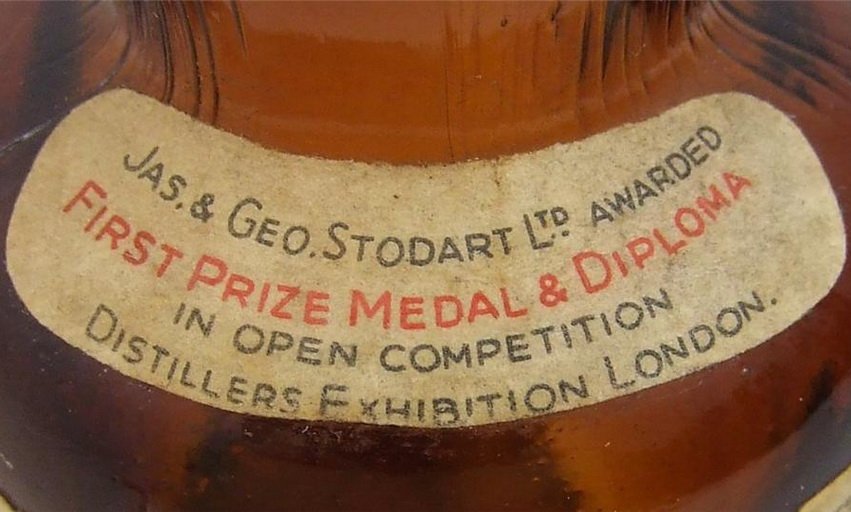 Jas. & Geo. Stodart Ltd awarded
First Prize Medal & Diploma
in open competition
Distillers Exhibition London.